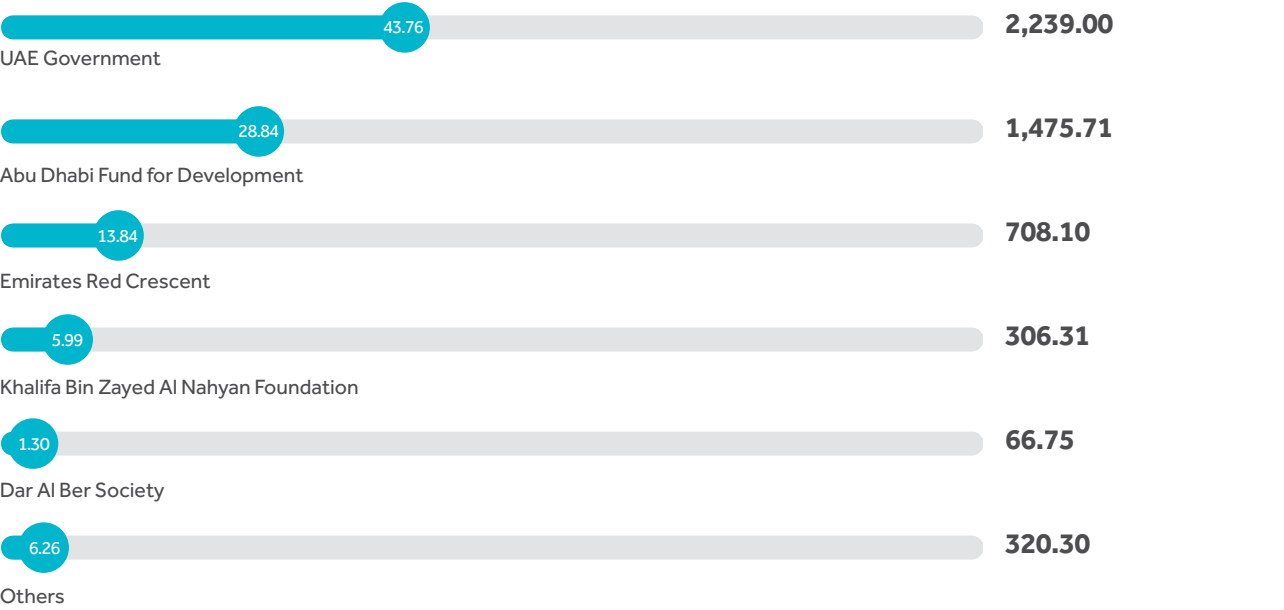 43.76 2,239.00
UAE Government
28.84 1,475.71
Abu Dhabi Fund for Development
13.84 708.10
Emirates Red Crescent
5.99 306.31
Khalifa Bin Zayed Al Nahyan Foundation
1.30 66.75
Dar Al Ber Society
6.26 320.30
Others